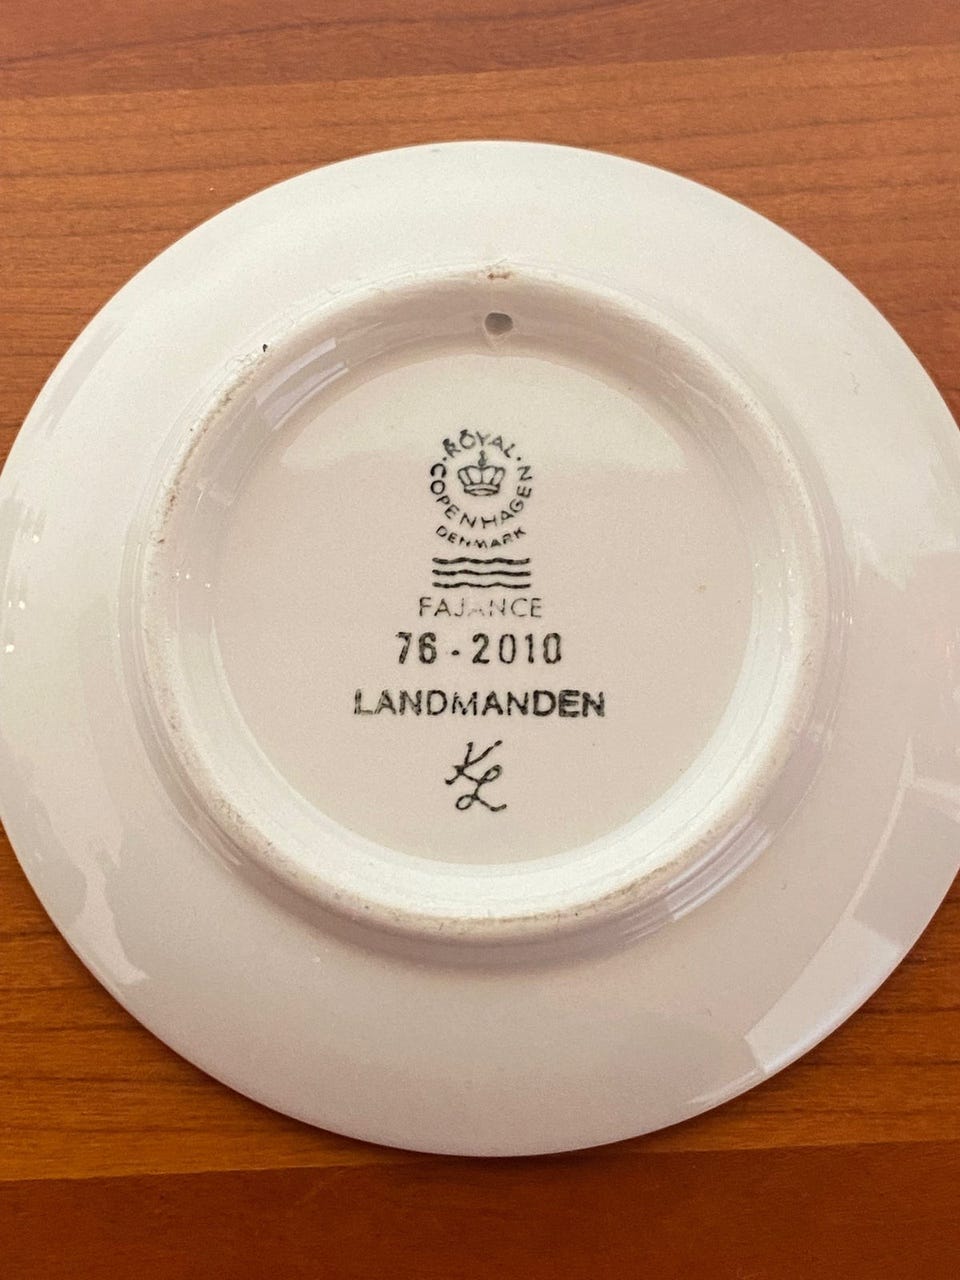 ROYAL · COPENHAGEN ·
DENMARK
FAJANCE
76 - 2010
LANDMANDEN
KL